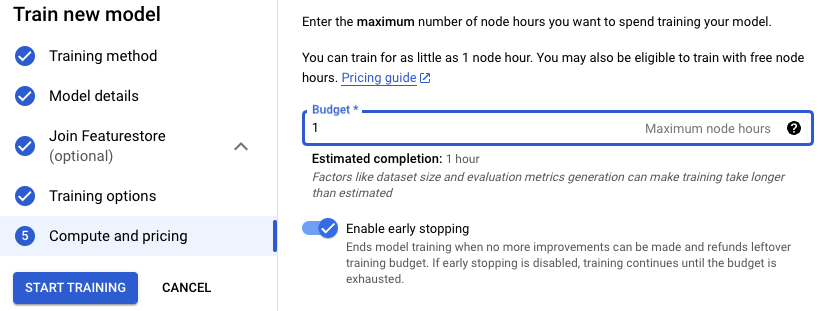 Train new model
Training method
Model details
Join Featurestore
(optional)
Training options
5 Compute and pricing
START TRAINING CANCEL
Enter the maximum number of node hours you want to spend training your model.
You can train for as little as 1 node hour. You may also be eligible to train with free node
hours. Pricing guide
Budget *
1 Maximum node hours ?
Estimated completion: 1 hour
Factors like dataset size and evaluation metrics generation can make training take longer
than estimated
Enable early stopping
Ends model training when no more improvements can be made and refunds leftover
training budget. If early stopping is disabled, training continues until the budget is
exhausted.